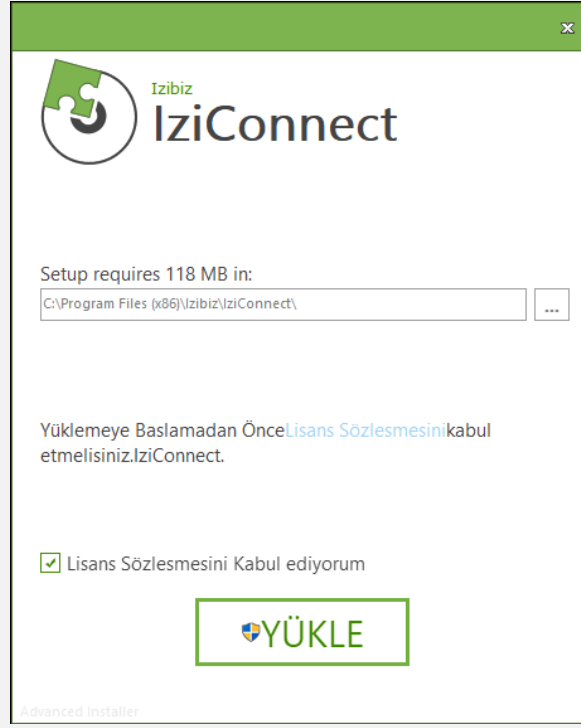 Izibiz
IziConnect
Setup requires 118 MB in:
C:\Program Files (x86)\Izibiz\IziConnect\
...
Yüklemeye Baslamadan ÖnceLisans Sözlesmesinikabul
etmelisiniz.IziConnect.
Lisans Sözlesmesini Kabul ediyorum
YÜKLE
Advanced Installer